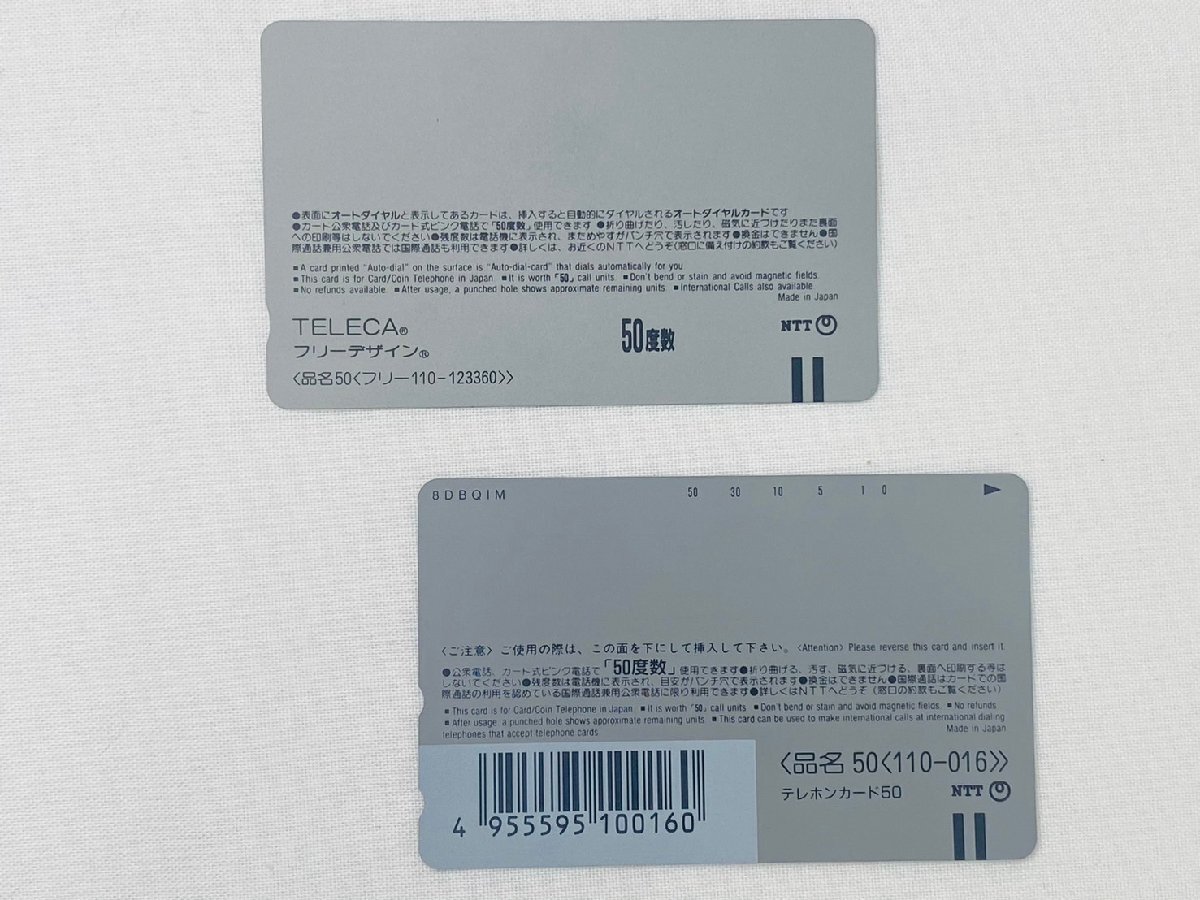 ●表面にオートダイヤルと表示してあるカートは、挿入すると自動的にダイヤルされるオートダイヤルカードです
●カート公衆電話及びカート式ピンク電話で「50度数」使用できます ●折り曲げたり、汚したり、磁気に近づけたりまた裏面
への印刷等はしないでください ●残度数は電話機に表示され、まためやすがパンチ穴で表示されます ●換金はできません ●国
際通話兼用公衆電話では国際通話も利用できます ●詳しくは、お近くのNTTへどうぞ(窓口に備え付けの約款もご覧ください)
■A card printed "Auto-dial" on the surface is "Auto-dial-card" that dials automatically for you
■This card is for Card/Coin Telephone in Japan ■It is worth「50」call units. ■Don't bend or stain and avoid magnetic fields.
■No refunds available. ■After usage, a punched hole shows approximate remaining units ■International Calls also available.
Made in Japan
TELECA®
フリーデザイン®
50度数
NTT
〈品名50〈フリー110-123360〉〉
8DBQIM
50 30 10 5 1 0
〈ご注意〉ご使用の際は、この面を下にして挿入して下さい。〈Attention〉Please reverse this card and insert it.
●公衆電話、カート式ピンク電話で「50度数」使用できます●折り曲げる、汚す、磁気に近づける、裏面へ印刷する等は
しないでください●残度数は電話機に表示され、目安がパンチ穴で表示されます●換金はできません●国際通話はカードでの国
際通話の利用を認めている国際通話兼用公衆電話に限り利用できます●詳しくはNTTへどうぞ(窓口の約款もご覧ください)
■This card is for Card/Coin Telephone in Japan. ■It is worth「50」call units ■Don't bend or stain and avoid magnetic fields. ■No refunds
■After usage a punched hole shows approximate remaining units. ■This card can be used to make international calls at international dialing
telephones that accept telephone cards
Made in Japan
〈品名 50〈110-016〉〉
テレホンカード50
NTT
4 955595 100160